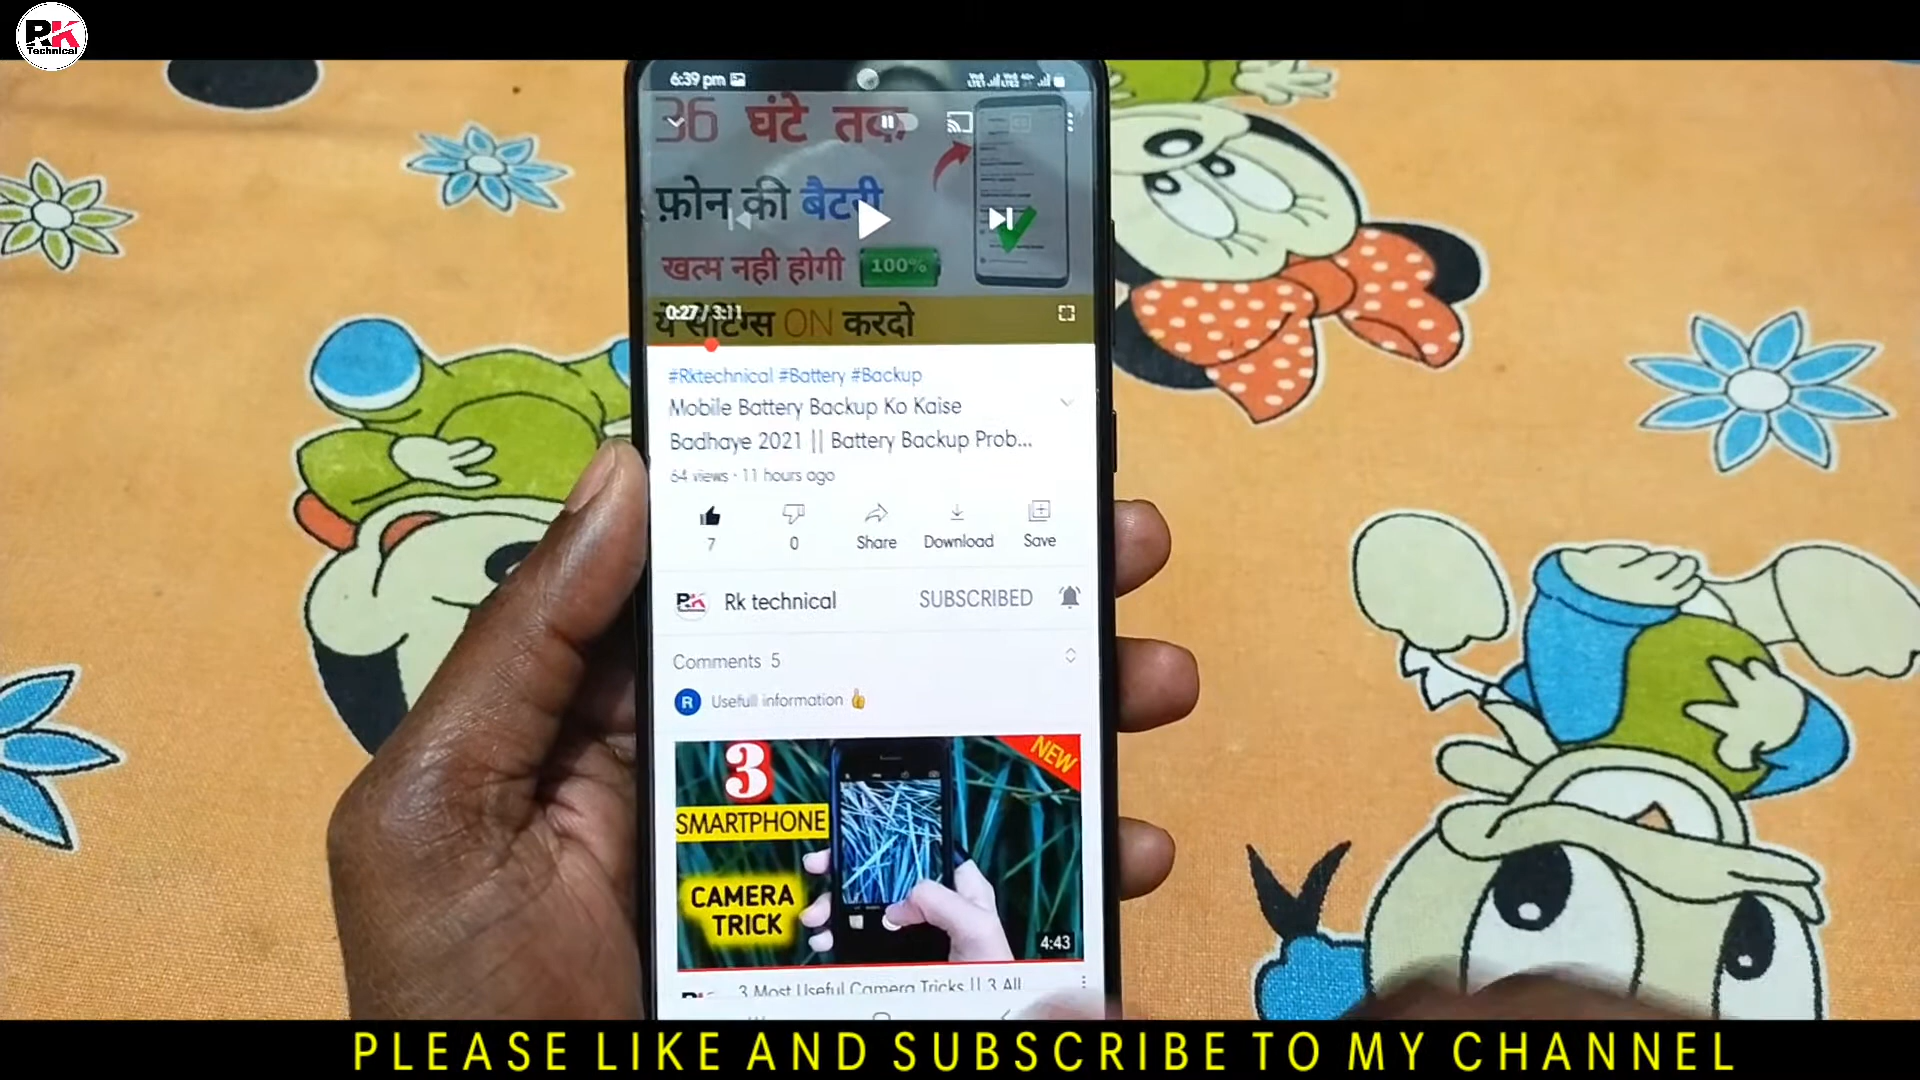 RK
Technical
6:39 pm
36 घंटे तक
फ़ोन की बैटरी
खत्म नही होगी 100%
0:27 / 3:11
ये सेटिंग्स ON करदो
#Rktechnical #Battery #Backup
Mobile Battery Backup Ko Kaise
Badhaye 2021 || Battery Backup Prob...
64 views · 11 hours ago
7 0 Share Download Save
RK Rk technical SUBSCRIBED
Comments 5
R Usefull information 👍
3 NEW
SMARTPHONE
CAMERA
TRICK
4:43
3 Most Useful Camera Tricks || 3 All
PLEASE LIKE AND SUBSCRIBE TO MY CHANNEL